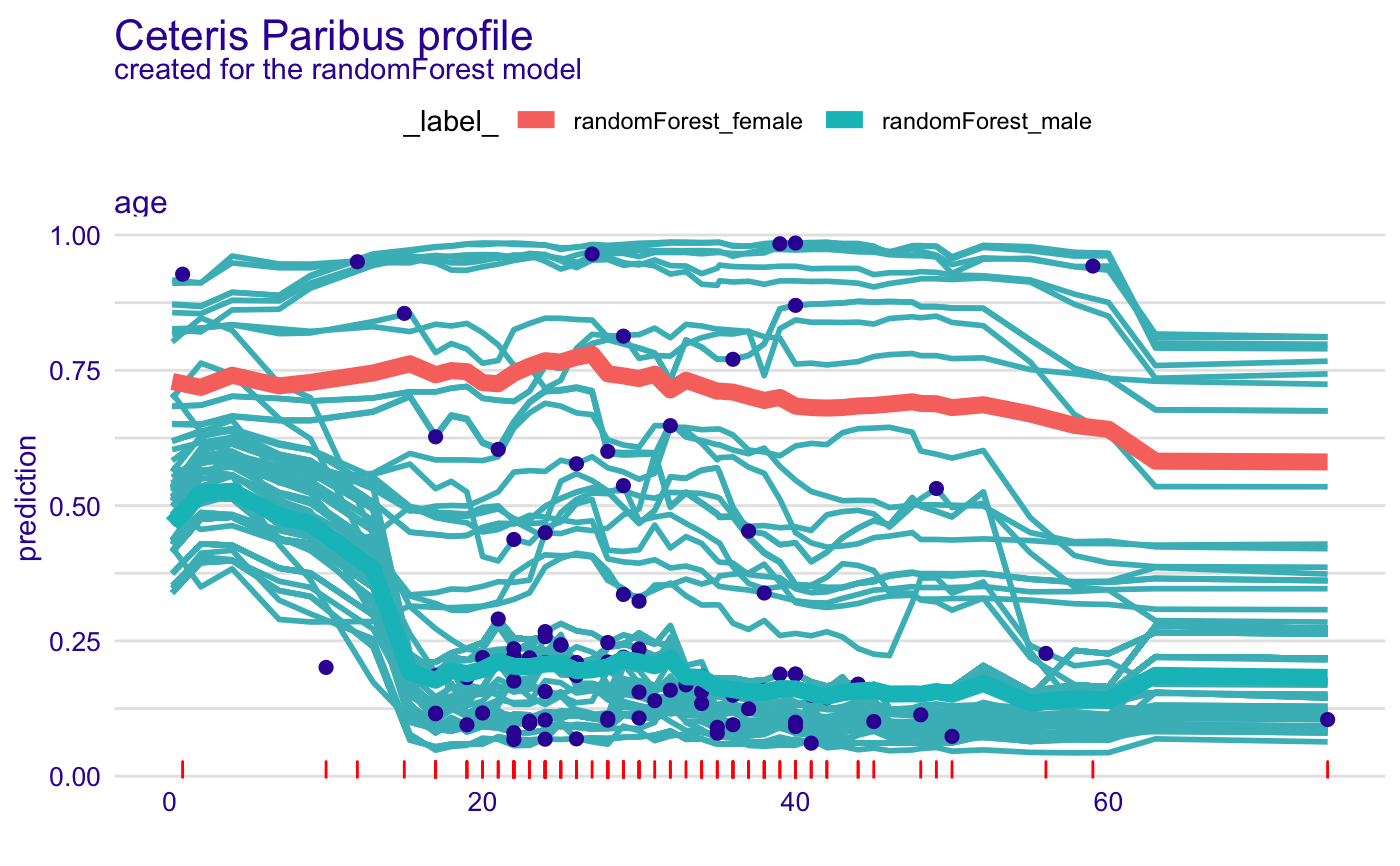 Ceteris Paribus profile
created for the randomForest model
_label_ randomForest_female randomForest_male
age
1.00
0.75
0.50
0.25
0.00
prediction
0 20 40 60